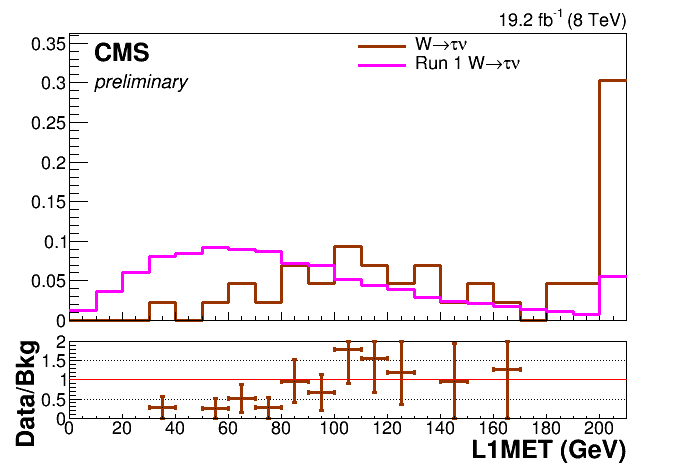 19.2 fb-1 (8 TeV)
CMS
preliminary
W→τν
Run 1 W→τν
0.35
0.3
0.25
0.2
0.15
0.1
0.05
0
Data/Bkg
2
1.5
1
0.5
0
0 20 40 60 80 100 120 140 160 180 200
L1MET (GeV)